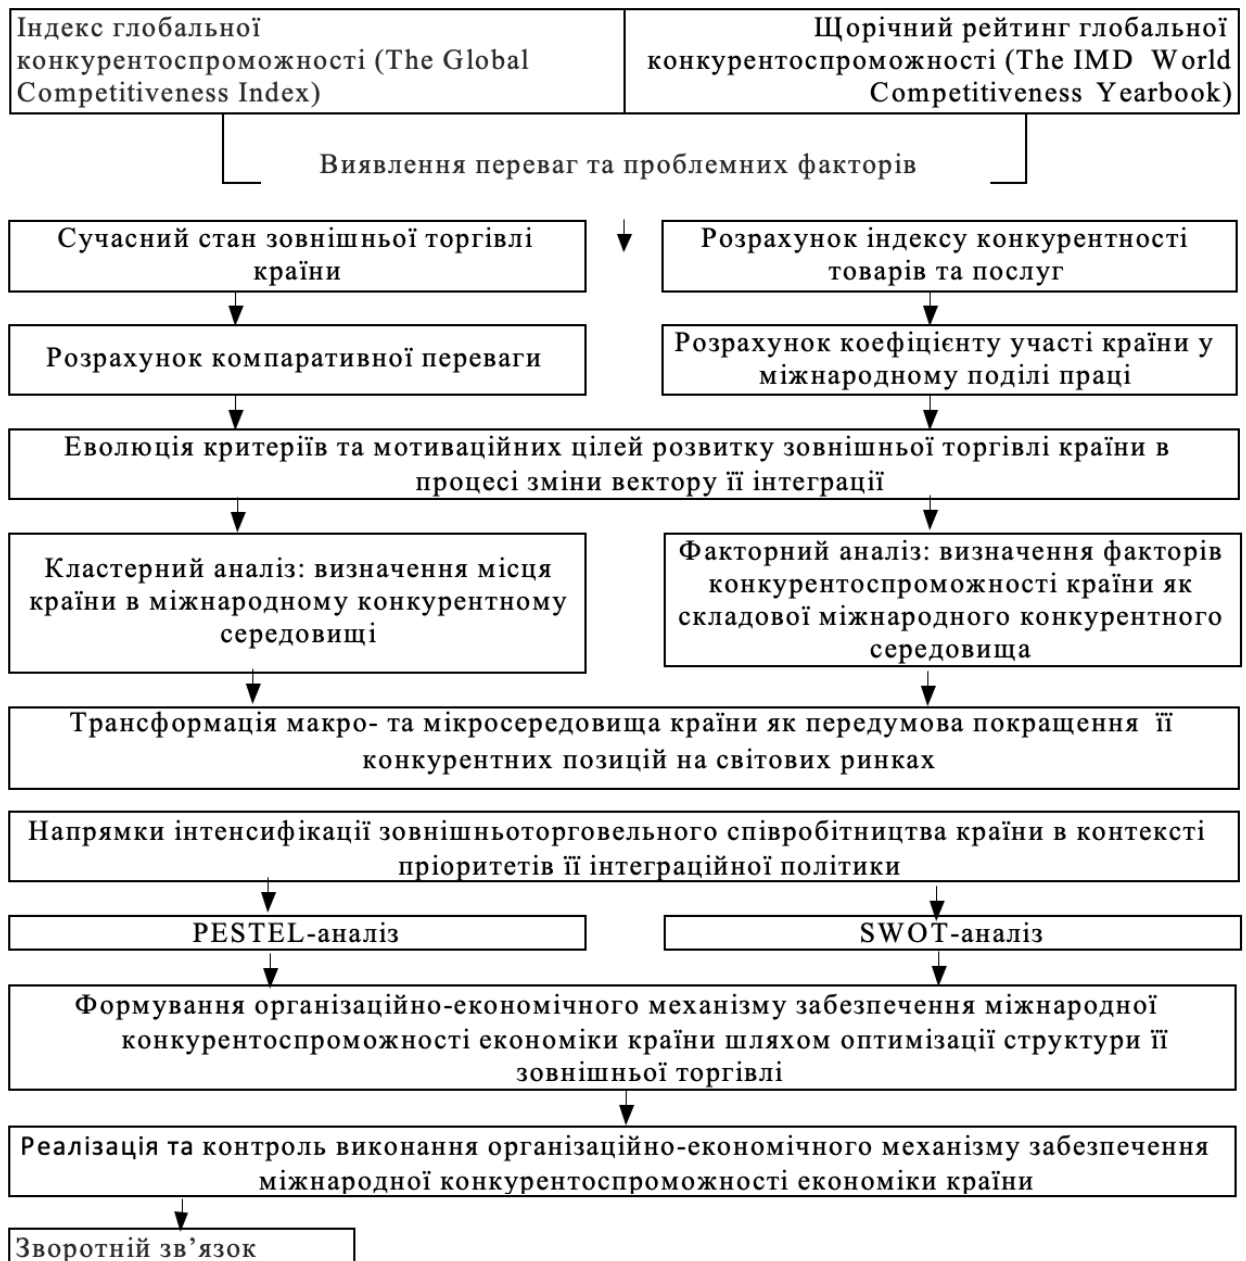 Індекс глобальної
конкурентоспроможності (The Global
Competitiveness Index)
Щорічний рейтинг глобальної
конкурентоспроможності (The IMD World
Competitiveness Yearbook)
Виявлення переваг та проблемних факторів
Сучасний стан зовнішньої торгівлі
країни
Розрахунок індексу конкурентності
товарів та послуг
Розрахунок компаративної переваги
Розрахунок коефіцієнту участі країни у
міжнародному поділі праці
Еволюція критеріїв та мотиваційних цілей розвитку зовнішньої торгівлі країни в
процесі зміни вектору її інтеграції
Кластерний аналіз: визначення місця
країни в міжнародному конкурентному
середовищі
Факторний аналіз: визначення факторів
конкурентоспроможності країни як
складової міжнародного конкурентного
середовища
Трансформація макро- та мікросередовища країни як передумова покращення її
конкурентних позицій на світових ринках
Напрямки інтенсифікації зовнішньоторговельного співробітництва країни в контексті
пріоритетів її інтеграційної політики
PESTEL-аналіз
SWOT-аналіз
Формування організаційно-економічного механізму забезпечення міжнародної
конкурентоспроможності економіки країни шляхом оптимізації структури її
зовнішньої торгівлі
Реалізація та контроль виконання організаційно-економічного механізму забезпечення
міжнародної конкурентоспроможності економіки країни
Зворотній зв’язок